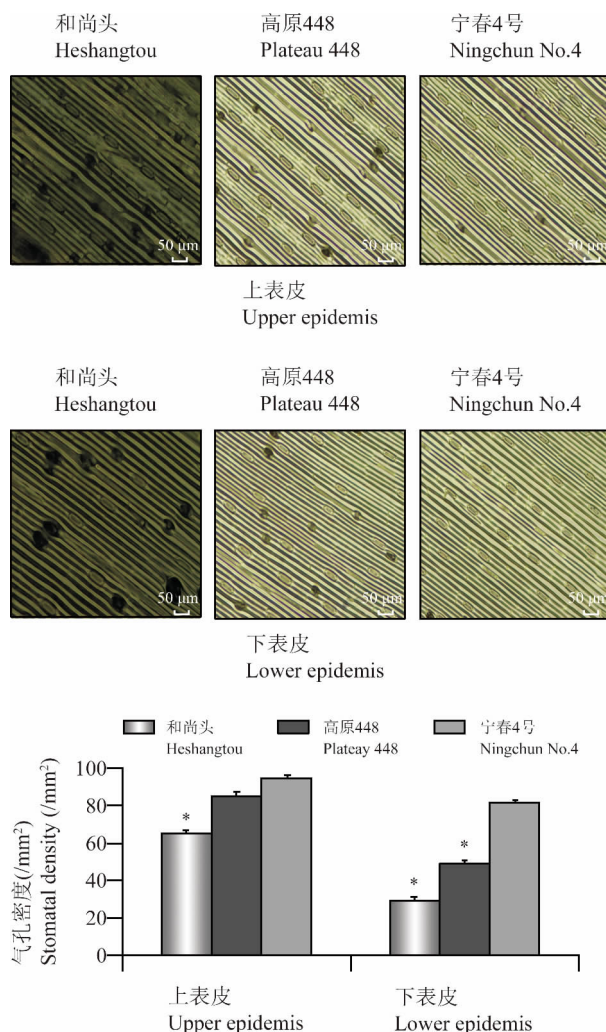 和尚头 高原448 宁春4号
Heshangtou Plateau 448 Ningchun No.4
50 μm 50 μm 50 μm
上表皮
Upper epidemis
和尚头 高原448 宁春4号
Heshangtou Plateau 448 Ningchun No.4
50 μm 50 μm 50 μm
下表皮
Lower epidemis
和尚头 高原448 宁春4号
Heshangtou Plateay 448 Ningchun No.4
气孔密度(/mm²)
Stomatal density (/mm²)
100
80
60
40
20
0
* * *
上表皮 下表皮
Upper epidemis Lower epidemis